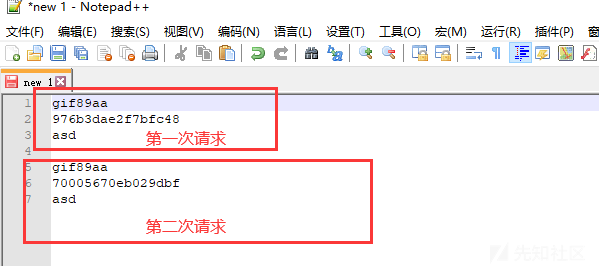 *new 1 - Notepad++
文件(F) 编辑(E) 搜索(S) 视图(V) 编码(N) 语言(L) 设置(T) 工具(O) 宏(M) 运行(R) 插件(P)
new 1
1 gif89aa
2 976b3dae2f7bfc48
3 asd
第一次请求
4
5 gif89aa
6 70005670eb029dbf
7 asd
第二次请求
先知社区